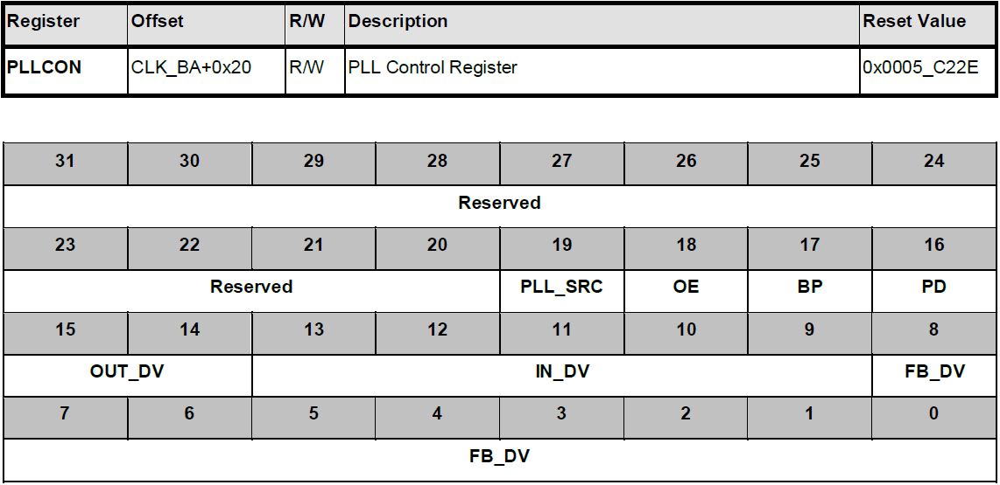 Register Offset R/W Description Reset Value
PLLCON CLK_BA+0x20 R/W PLL Control Register 0x0005_C22E
31 30 29 28 27 26 25 24
Reserved
23 22 21 20 19 18 17 16
Reserved PLL_SRC OE BP PD
15 14 13 12 11 10 9 8
OUT_DV IN_DV FB_DV
7 6 5 4 3 2 1 0
FB_DV